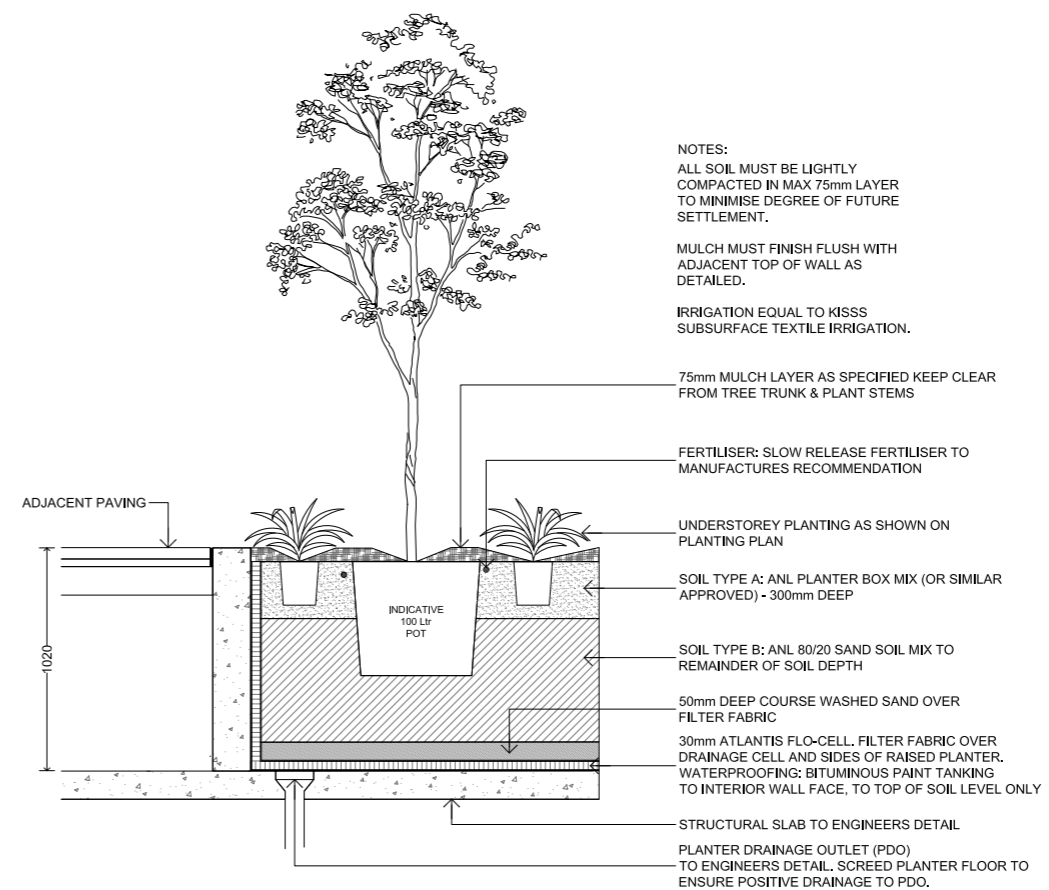 NOTES:
ALL SOIL MUST BE LIGHTLY
COMPACTED IN MAX 75mm LAYER
TO MINIMISE DEGREE OF FUTURE
SETTLEMENT.
MULCH MUST FINISH FLUSH WITH
ADJACENT TOP OF WALL AS
DETAILED.
IRRIGATION EQUAL TO KISSS
SUBSURFACE TEXTILE IRRIGATION.
75mm MULCH LAYER AS SPECIFIED KEEP CLEAR
FROM TREE TRUNK & PLANT STEMS
FERTILISER: SLOW RELEASE FERTILISER TO
MANUFACTURES RECOMMENDATION
ADJACENT PAVING
UNDERSTOREY PLANTING AS SHOWN ON
PLANTING PLAN
SOIL TYPE A: ANL PLANTER BOX MIX (OR SIMILAR
APPROVED) - 300mm DEEP
INDICATIVE
100 Ltr
POT
1020
SOIL TYPE B: ANL 80/20 SAND SOIL MIX TO
REMAINDER OF SOIL DEPTH
50mm DEEP COURSE WASHED SAND OVER
FILTER FABRIC
30mm ATLANTIS FLO-CELL. FILTER FABRIC OVER
DRAINAGE CELL AND SIDES OF RAISED PLANTER.
WATERPROOFING: BITUMINOUS PAINT TANKING
TO INTERIOR WALL FACE, TO TOP OF SOIL LEVEL ONLY
STRUCTURAL SLAB TO ENGINEERS DETAIL
PLANTER DRAINAGE OUTLET (PDO)
TO ENGINEERS DETAIL. SCREED PLANTER FLOOR TO
ENSURE POSITIVE DRAINAGE TO PDO.